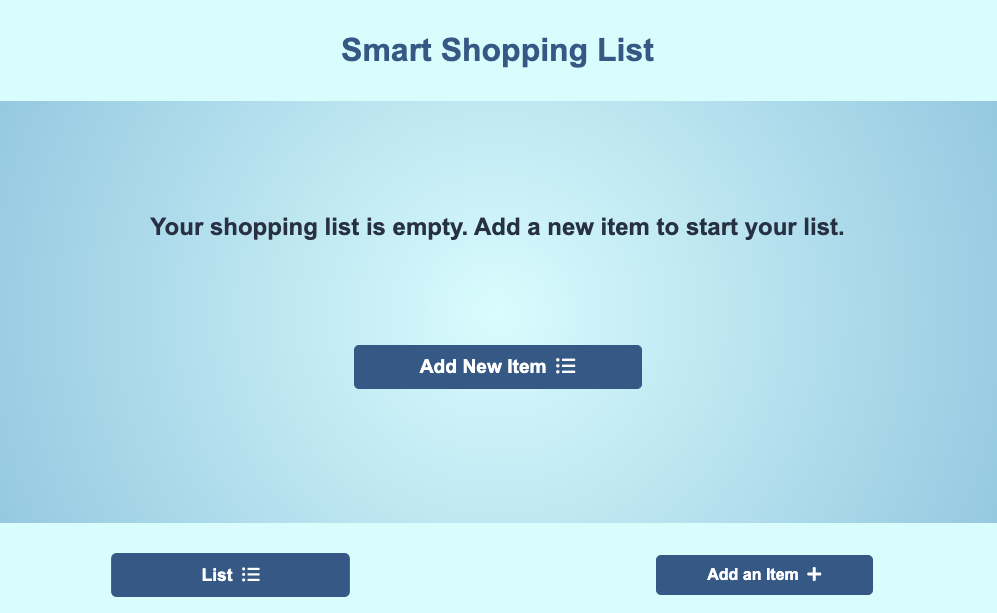 Smart Shopping List
Your shopping list is empty. Add a new item to start your list.
Add New Item
List
Add an Item